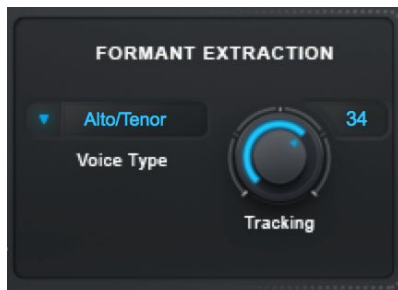 FORMANT EXTRACTION
Alto/Tenor
34
Voice Type
Tracking